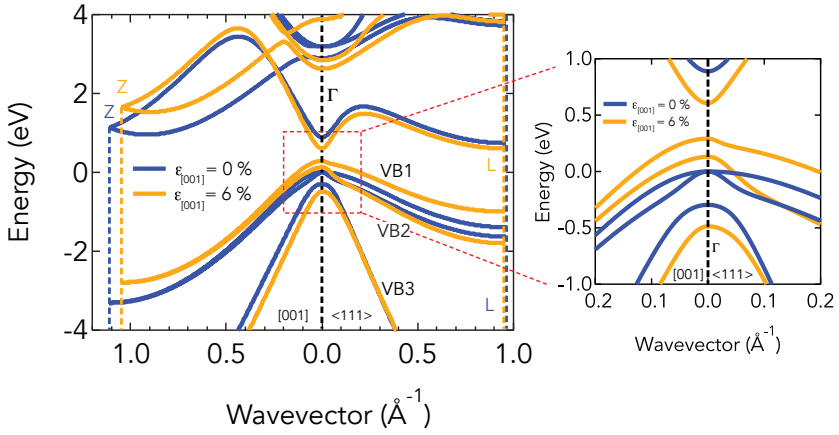 4
2
0
-2
-4
Energy (eV)
Z
Z
Γ
ε[001] = 0 %
ε[001] = 6 %
VB1
VB2
VB3
L
L
[001]
<111>
1.0
0.5
0.0
0.5
1.0
Wavevector (Å-1)
1.0
0.5
0.0
-0.5
-1.0
Energy (eV)
ε[001] = 0 %
ε[001] = 6 %
Γ
[001]
<111>
0.2
0.1
0.0
0.1
0.2
Wavevector (Å-1)